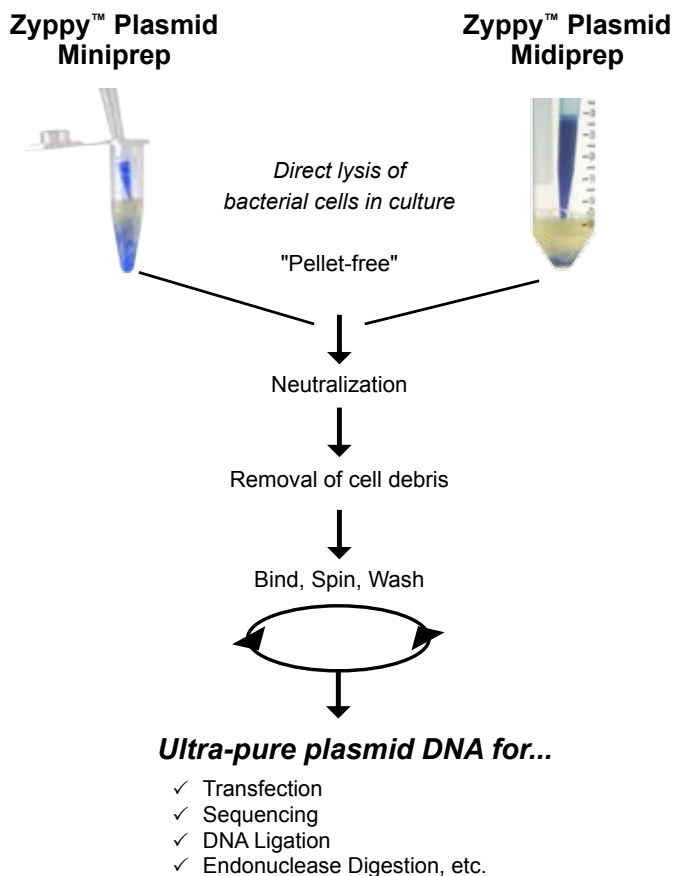 Zyppy™ Plasmid
Miniprep
Zyppy™ Plasmid
Midiprep
Direct lysis of
bacterial cells in culture
"Pellet-free"
Neutralization
Removal of cell debris
Bind, Spin, Wash
Ultra-pure plasmid DNA for...
✓ Transfection
✓ Sequencing
✓ DNA Ligation
✓ Endonuclease Digestion, etc.